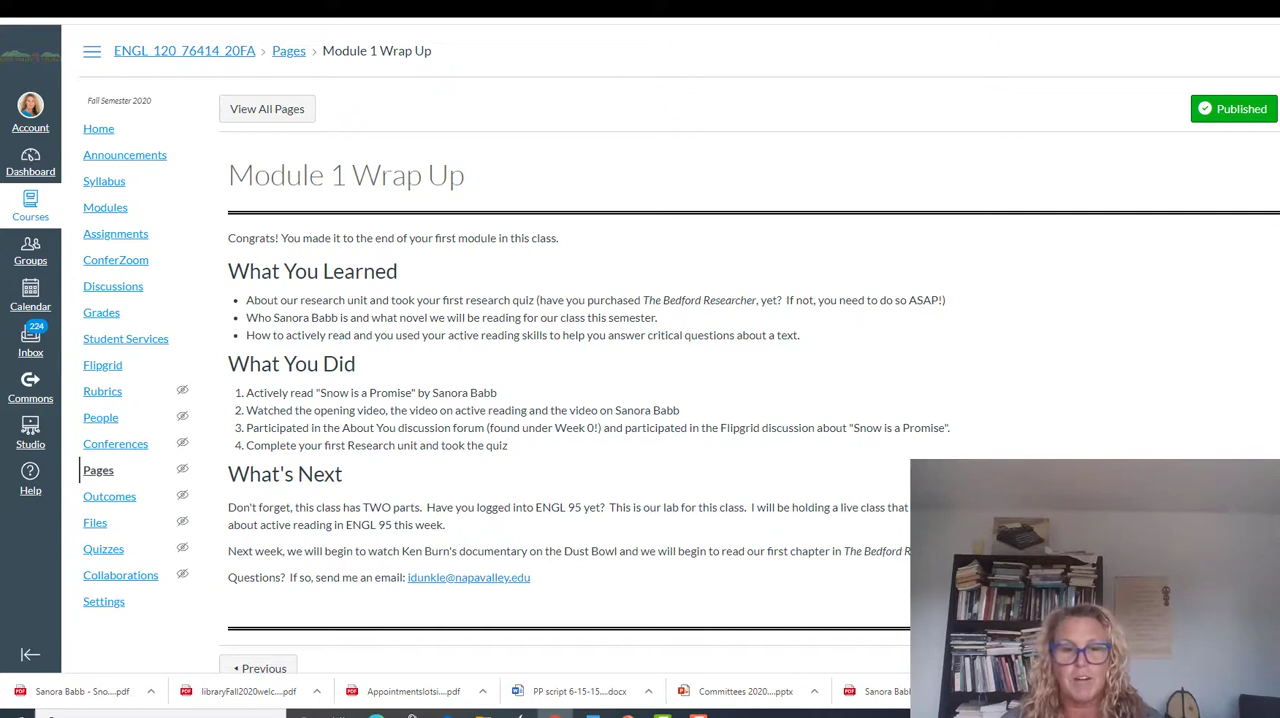 ENGL_120_76414_20FA > Pages > Module 1 Wrap Up
Account
Dashboard
Courses
Groups
Calendar
224
Inbox
Commons
Studio
Help
Fall Semester 2020
Home
Announcements
Syllabus
Modules
Assignments
ConferZoom
Discussions
Grades
Student Services
Flipgrid
Rubrics
People
Conferences
Pages
Outcomes
Files
Quizzes
Collaborations
Settings
View All Pages
Published
Module 1 Wrap Up
Congrats! You made it to the end of your first module in this class.
What You Learned
• About our research unit and took your first research quiz (have you purchased The Bedford Researcher, yet? If not, you need to do so ASAP!)
• Who Sanora Babb is and what novel we will be reading for our class this semester.
• How to actively read and you used your active reading skills to help you answer critical questions about a text.
What You Did
1. Actively read "Snow is a Promise" by Sanora Babb
2. Watched the opening video, the video on active reading and the video on Sanora Babb
3. Participated in the About You discussion forum (found under Week 0!) and participated in the Flipgrid discussion about "Snow is a Promise".
4. Complete your first Research unit and took the quiz
What's Next
Don't forget, this class has TWO parts. Have you logged into ENGL 95 yet? This is our lab for this class. I will be holding a live class that
about active reading in ENGL 95 this week.
Next week, we will begin to watch Ken Burn's documentary on the Dust Bowl and we will begin to read our first chapter in The Bedford R
Questions? If so, send me an email: idunkle@napavalley.edu
Previous
Sanora Babb - Sno....pdf
libraryFall2020welc....pdf
Appointmentslotsi....pdf
PP script 6-15-15....docx
Committees 2020....pptx
Sanora Bab